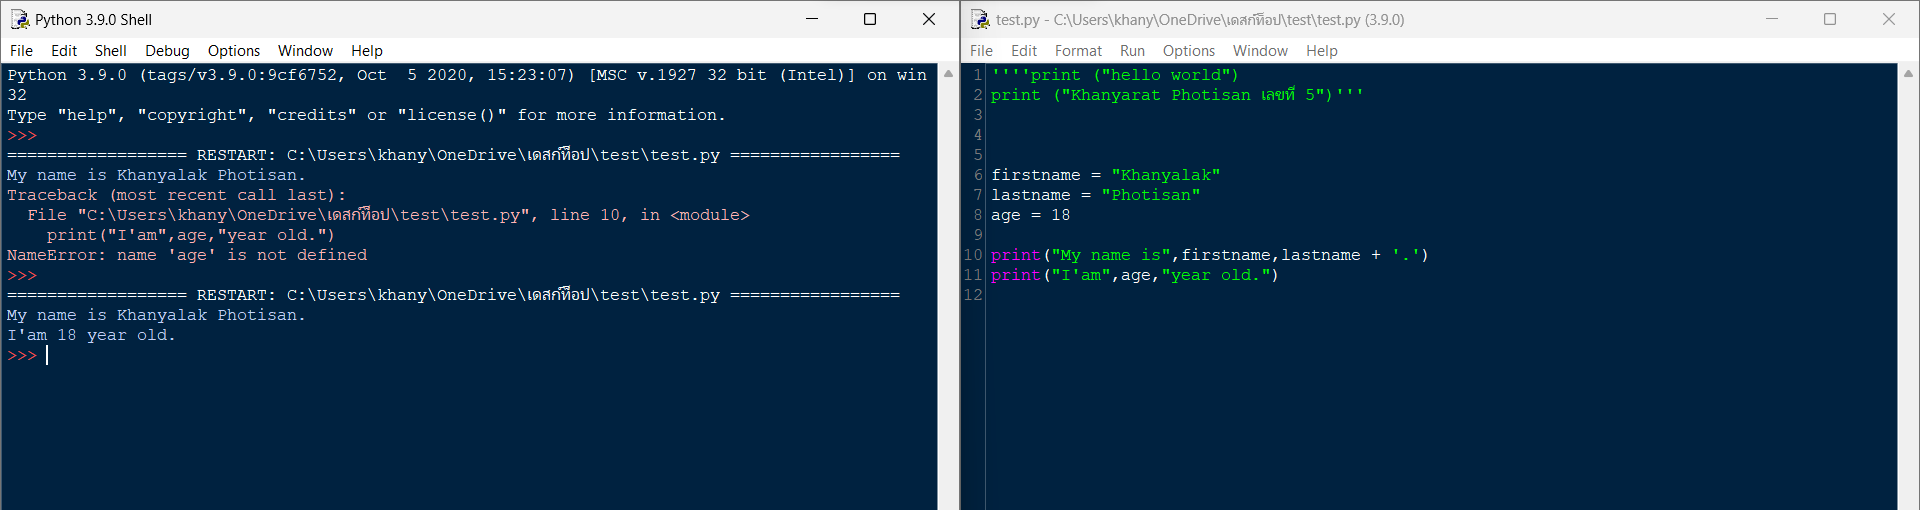 Python 3.9.0 Shell
File Edit Shell Debug Options Window Help
Python 3.9.0 (tags/v3.9.0:9cf6752, Oct  5 2020, 15:23:07) [MSC v.1927 32 bit (Intel)] on win
32
Type "help", "copyright", "credits" or "license()" for more information.
>>>
================== RESTART: C:\Users\khany\OneDrive\เดสก์ท็อป\test\test.py =================
My name is Khanyalak Photisan.
Traceback (most recent call last):
  File "C:\Users\khany\OneDrive\เดสก์ท็อป\test\test.py", line 10, in <module>
    print("I'am",age,"year old.")
NameError: name 'age' is not defined
>>>
================== RESTART: C:\Users\khany\OneDrive\เดสก์ท็อป\test\test.py =================
My name is Khanyalak Photisan.
I'am 18 year old.
>>>
test.py - C:\Users\khany\OneDrive\เดสก์ท็อป\test\test.py (3.9.0)
File Edit Format Run Options Window Help
1 ''''print ("hello world")
2 print ("Khanyarat Photisan เลขที่ 5")'''
3
4
5
6 firstname = "Khanyalak"
7 lastname = "Photisan"
8 age = 18
9
10 print("My name is",firstname,lastname + '.')
11 print("I'am",age,"year old.")
12